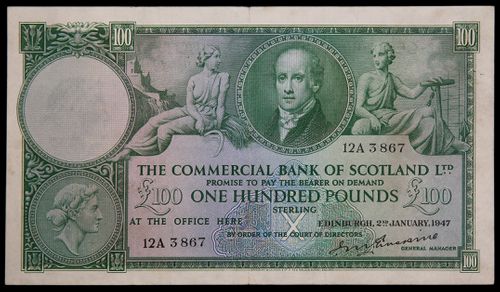 100 100
12A 3867
THE COMMERCIAL BANK OF SCOTLAND LTD
PROMISE TO PAY THE BEARER ON DEMAND
£100 ONE HUNDRED POUNDS £100
STERLING
AT THE OFFICE HERE EDINBURGH, 2ND JANUARY, 1947
12A 3867 BY ORDER OF THE COURT OF DIRECTORS
GENERAL MANAGER
100 100